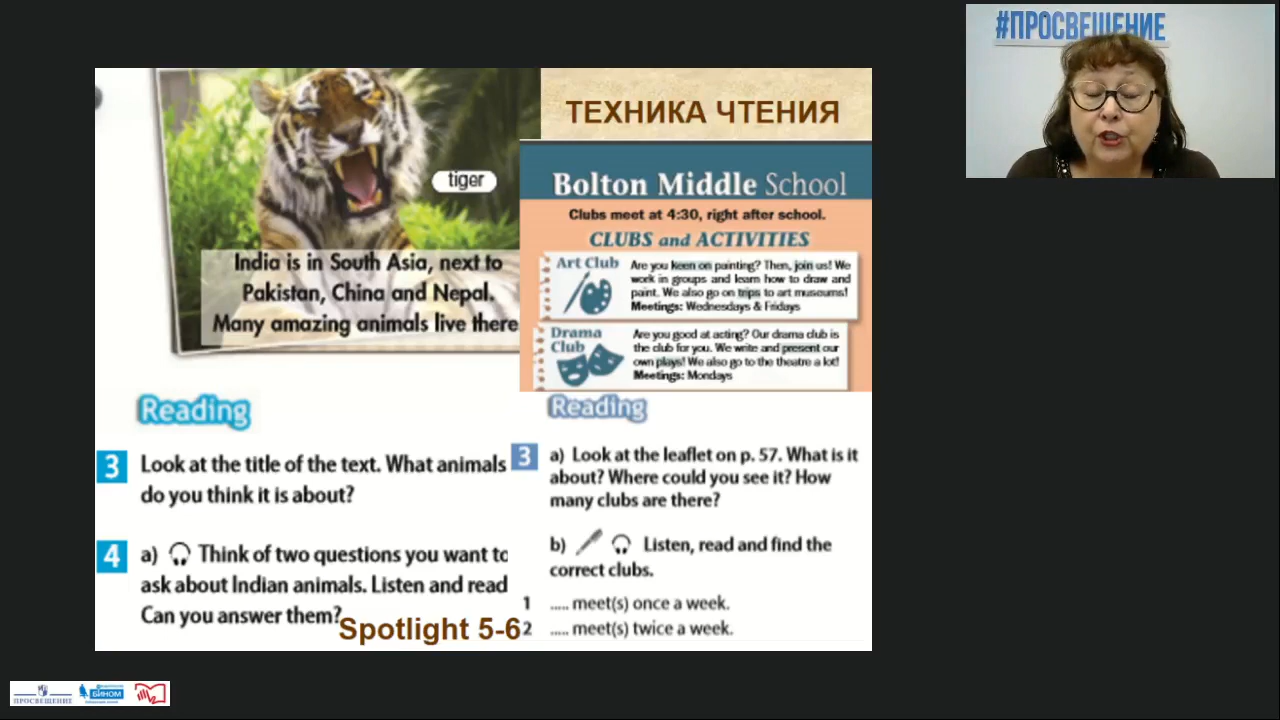 #ПРОСВЕЩЕНИЕ
ТЕХНИКА ЧТЕНИЯ
tiger
India is in South Asia, next to
Pakistan, China and Nepal.
Many amazing animals live there
Bolton Middle School
Clubs meet at 4:30, right after school.
CLUBS and ACTIVITIES
Art Club
Are you keen on painting? Then, join us! We
work in groups and learn how to draw and
paint. We also go on trips to art museums!
Meetings: Wednesdays & Fridays
Drama
Club
Are you good at acting? Our drama club is
the club for you. We write and present our
own plays! We also go to the theatre a lot!
Meetings: Mondays
Reading
3
Look at the title of the text. What animals
do you think it is about?
4
a) Think of two questions you want to
ask about Indian animals. Listen and read
Can you answer them?
Spotlight 5-6
Reading
3
a) Look at the leaflet on p. 57. What is it
about? Where could you see it? How
many clubs are there?
b) Listen, read and find the
correct clubs.
1 ..... meet(s) once a week.
2 ..... meet(s) twice a week.
ПРОСВЕЩЕНИЕ
БИНОМ